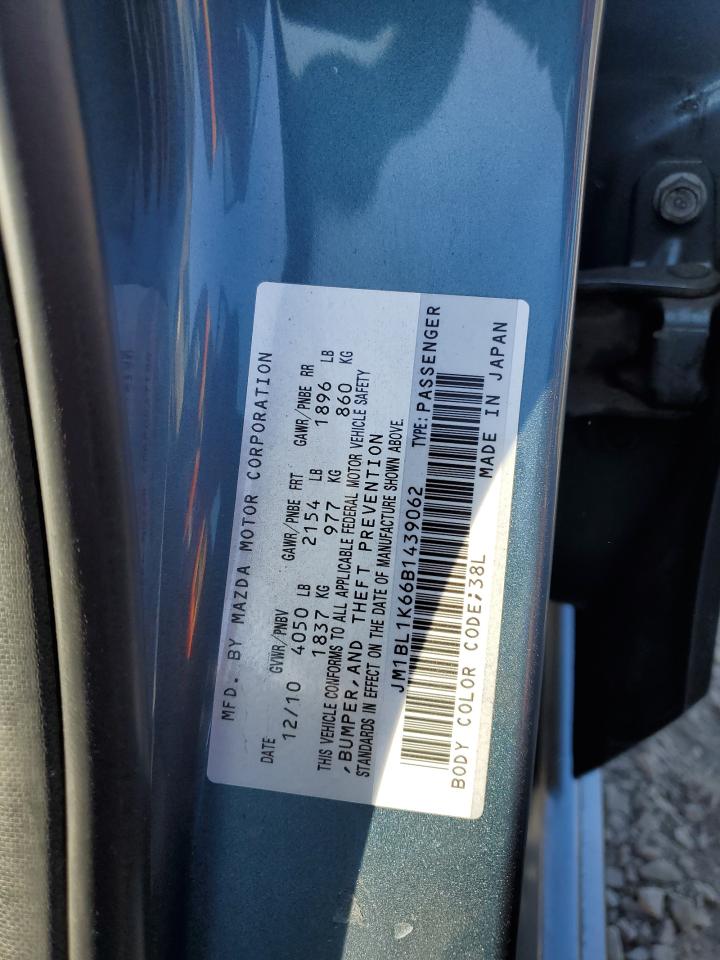 MFD. BY MAZDA MOTOR CORPORATION
DATE GVWR/PNBV GAWR/PNBE FRT GAWR/PNBE RR
12/10 4050 LB 2154 LB 1896 LB
1837 KG 977 KG 860 KG
THIS VEHICLE CONFORMS TO ALL APPLICABLE FEDERAL MOTOR VEHICLE SAFETY
,BUMPER,AND THEFT PREVENTION
STANDARDS IN EFFECT ON THE DATE OF MANUFACTURE SHOWN ABOVE.
JM1BL1K66B1439062 TYPE:PASSENGER
BODY COLOR CODE;38L MADE IN JAPAN